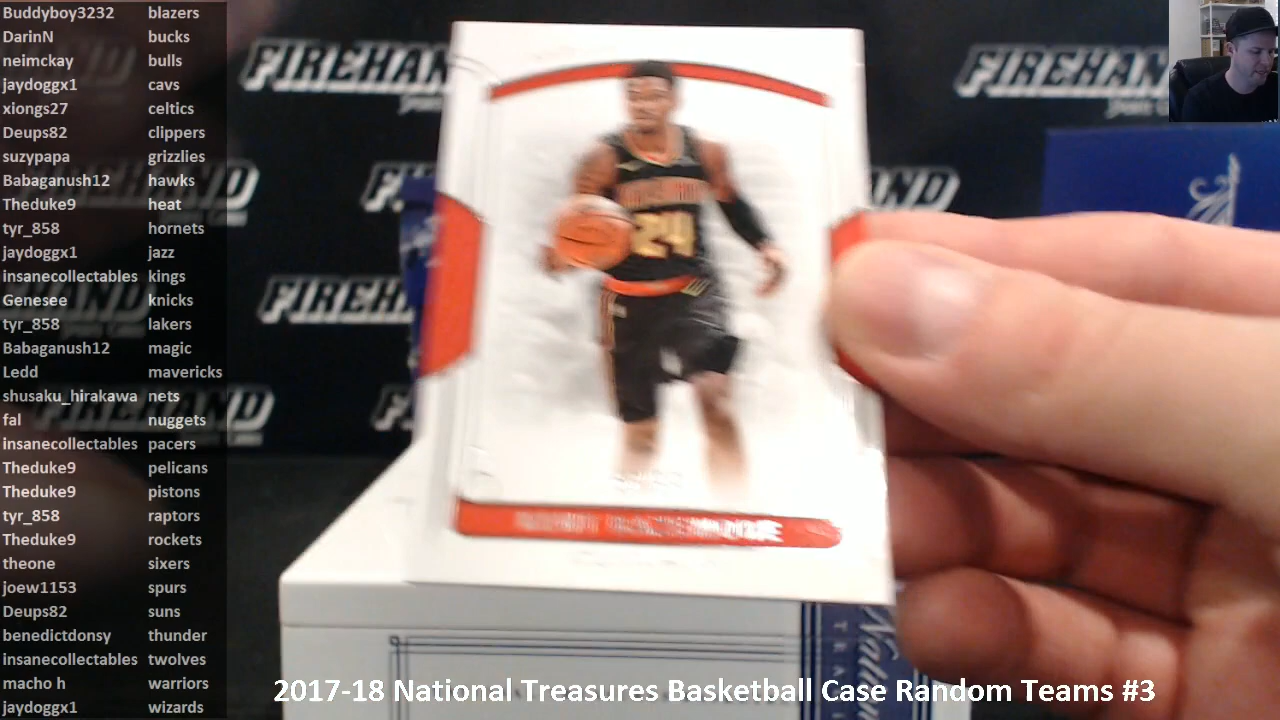 Buddyboy3232 blazers
DarinN bucks
neimckay bulls
jaydoggx1 cavs
xiongs27 celtics
Deups82 clippers
suzypapa grizzlies
Babaganush12 hawks
Theduke9 heat
tyr_858 hornets
jaydoggx1 jazz
insanecollectables kings
Genesee knicks
tyr_858 lakers
Babaganush12 magic
Ledd mavericks
shusaku_hirakawa nets
fal nuggets
insanecollectables pacers
Theduke9 pelicans
Theduke9 pistons
tyr_858 raptors
Theduke9 rockets
theone sixers
joew1153 spurs
Deups82 suns
benedictdonsy thunder
insanecollectables twolves
macho h warriors
jaydoggx1 wizards
FIREHAND
FIREHAND
FIREHAND
24
2017-18 National Treasures Basketball Case Random Teams #3